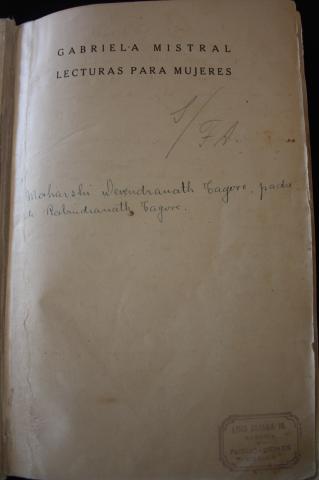 GABRIELA MISTRAL
LECTURAS PARA MUJERES
S/
F.A.
Maharshi Devendranath Tagore, padre
de Rabindranath Tagore.